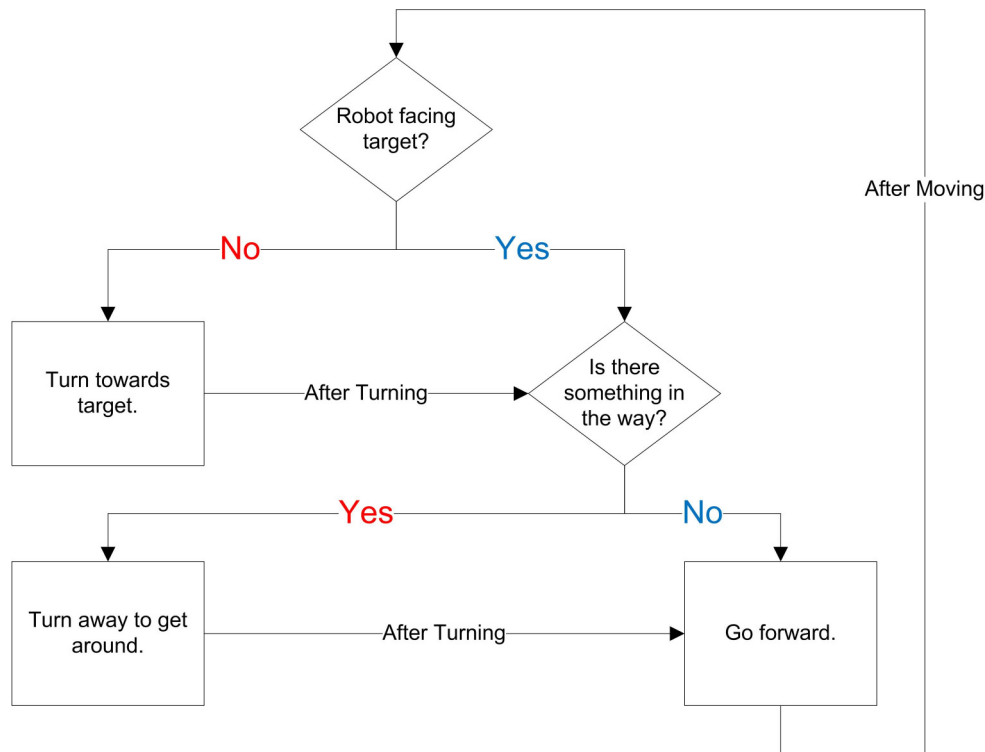 Robot facing
target?
After Moving
No
Yes
Turn towards
target.
After Turning
Is there
something in
the way?
Yes
No
Turn away to get
around.
After Turning
Go forward.